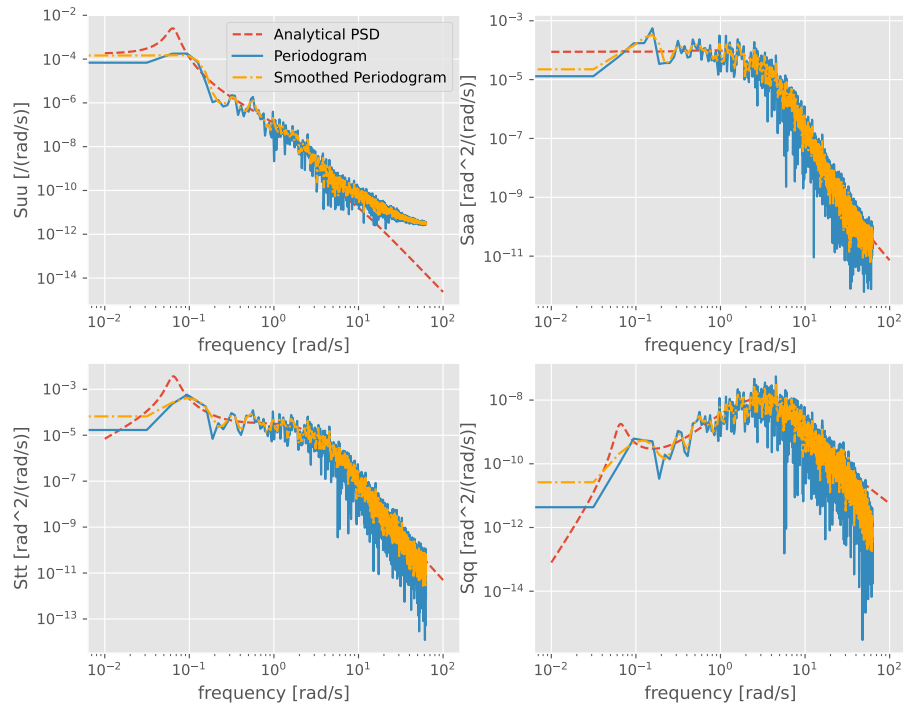 Analytical PSD
Periodogram
Smoothed Periodogram
Suu [/(rad/s)]
10^−4
10^−6
10^−8
10^−10
10^−12
10^−14
10^−2 10^−1 10^0 10^1 10^2
frequency [rad/s]
Saa [rad^2/(rad/s)]
10^−3
10^−5
10^−7
10^−9
10^−11
10^−2 10^−1 10^0 10^1 10^2
frequency [rad/s]
Stt [rad^2/(rad/s)]
10^−3
10^−5
10^−7
10^−9
10^−11
10^−13
10^−2 10^−1 10^0 10^1 10^2
frequency [rad/s]
Sqq [rad^2/(rad/s)]
10^−8
10^−10
10^−12
10^−14
10^−2 10^−1 10^0 10^1 10^2
frequency [rad/s]